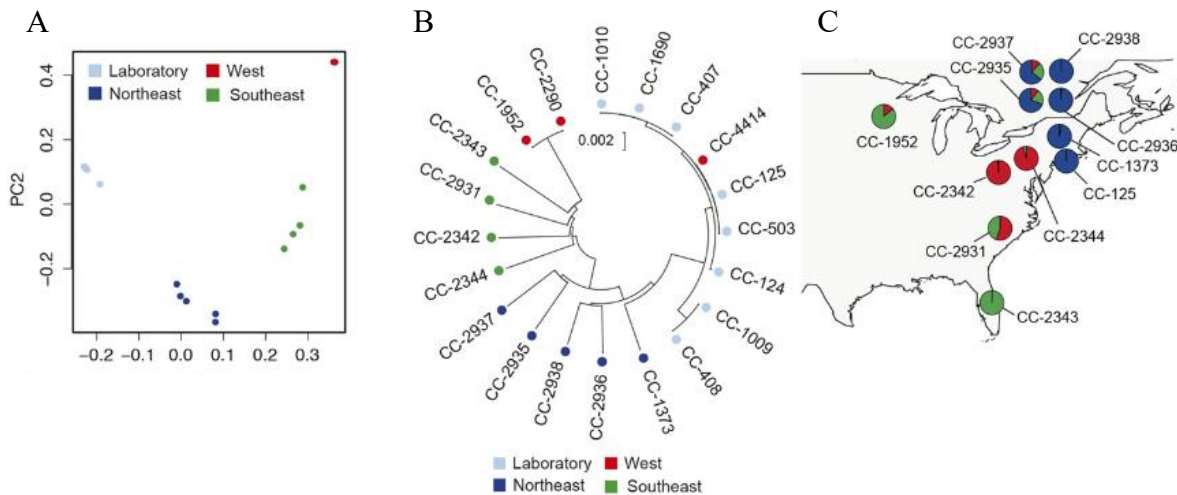 A
PC2
0.4
0.2
0.0
−0.2
−0.2
−0.1
0.0
0.1
0.2
0.3
Laboratory
West
Northeast
Southeast
B
CC-1010
CC-1690
CC-407
CC-4414
CC-125
CC-503
CC-124
CC-1009
CC-408
CC-1373
CC-2936
CC-2938
CC-2935
CC-2937
CC-2344
CC-2342
CC-2931
CC-2343
CC-1952
CC-2290
0.002
Laboratory
West
Northeast
Southeast
C
CC-2937
CC-2938
CC-2935
CC-1952
CC-2936
CC-1373
CC-2342
CC-125
CC-2931
CC-2344
CC-2343